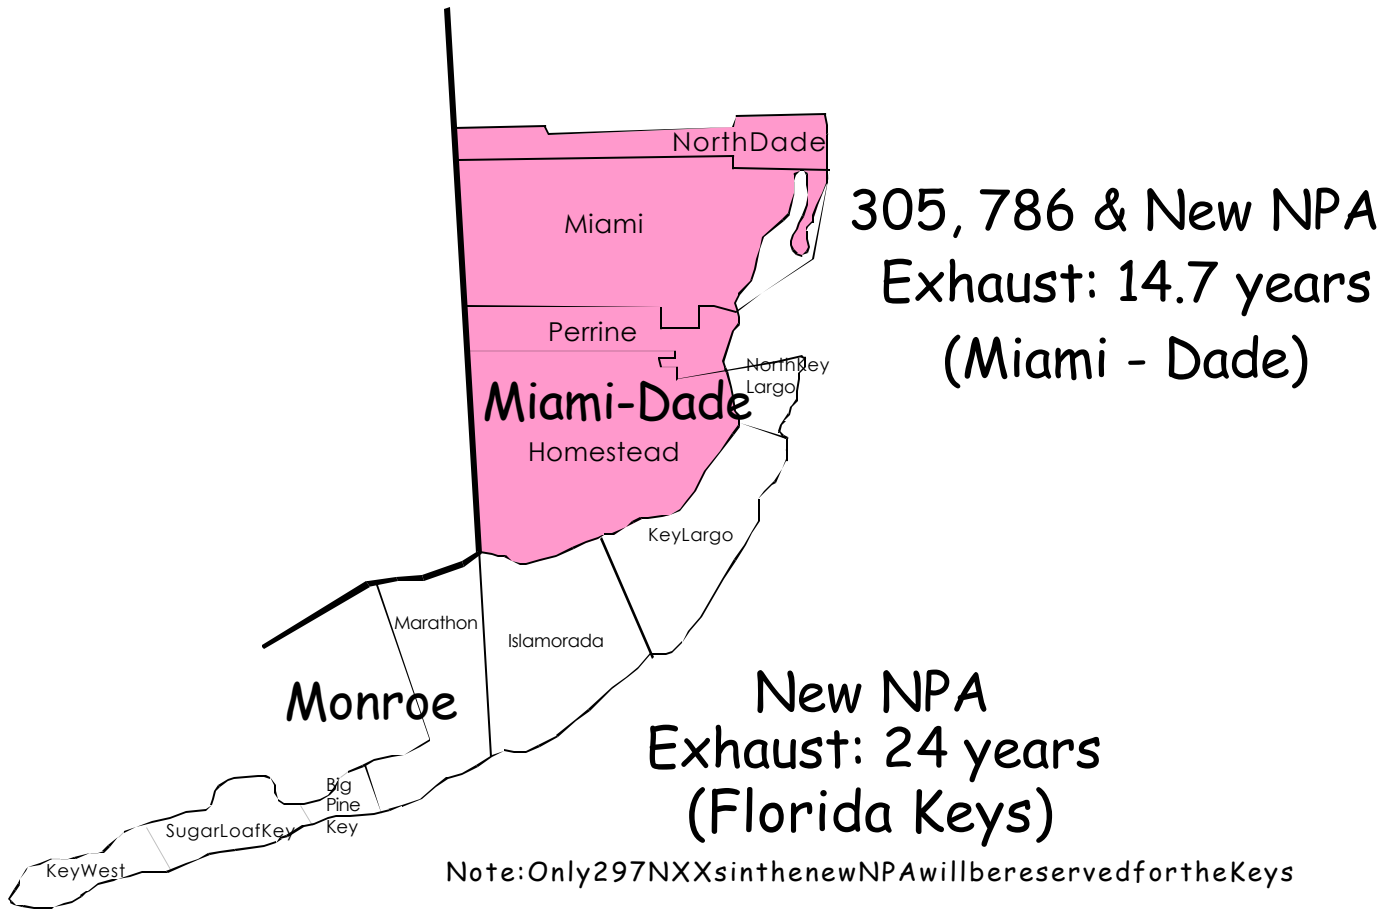 NorthDade
305, 786 & New NPA
Exhaust: 14.7 years
(Miami - Dade)
Miami
Perrine
NorthKey
Largo
Miami-Dade
Homestead
KeyLargo
Marathon
Islamorada
Monroe
New NPA
Exhaust: 24 years
(Florida Keys)
Big
Pine
Key
SugarLoafKey
KeyWest
Note:Only297NXXsinthenewNPAwillbereservedfortheKeys